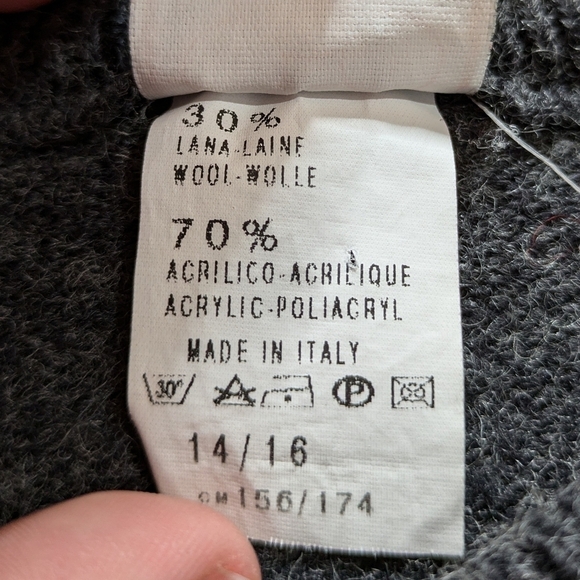 30%
LANA-LAINE
WOOL-WOLLE
70%
ACRILICO-ACRILIQUE
ACRYLIC-POLIACRYL
MADE IN ITALY
30° P
14/16
CM 156/174